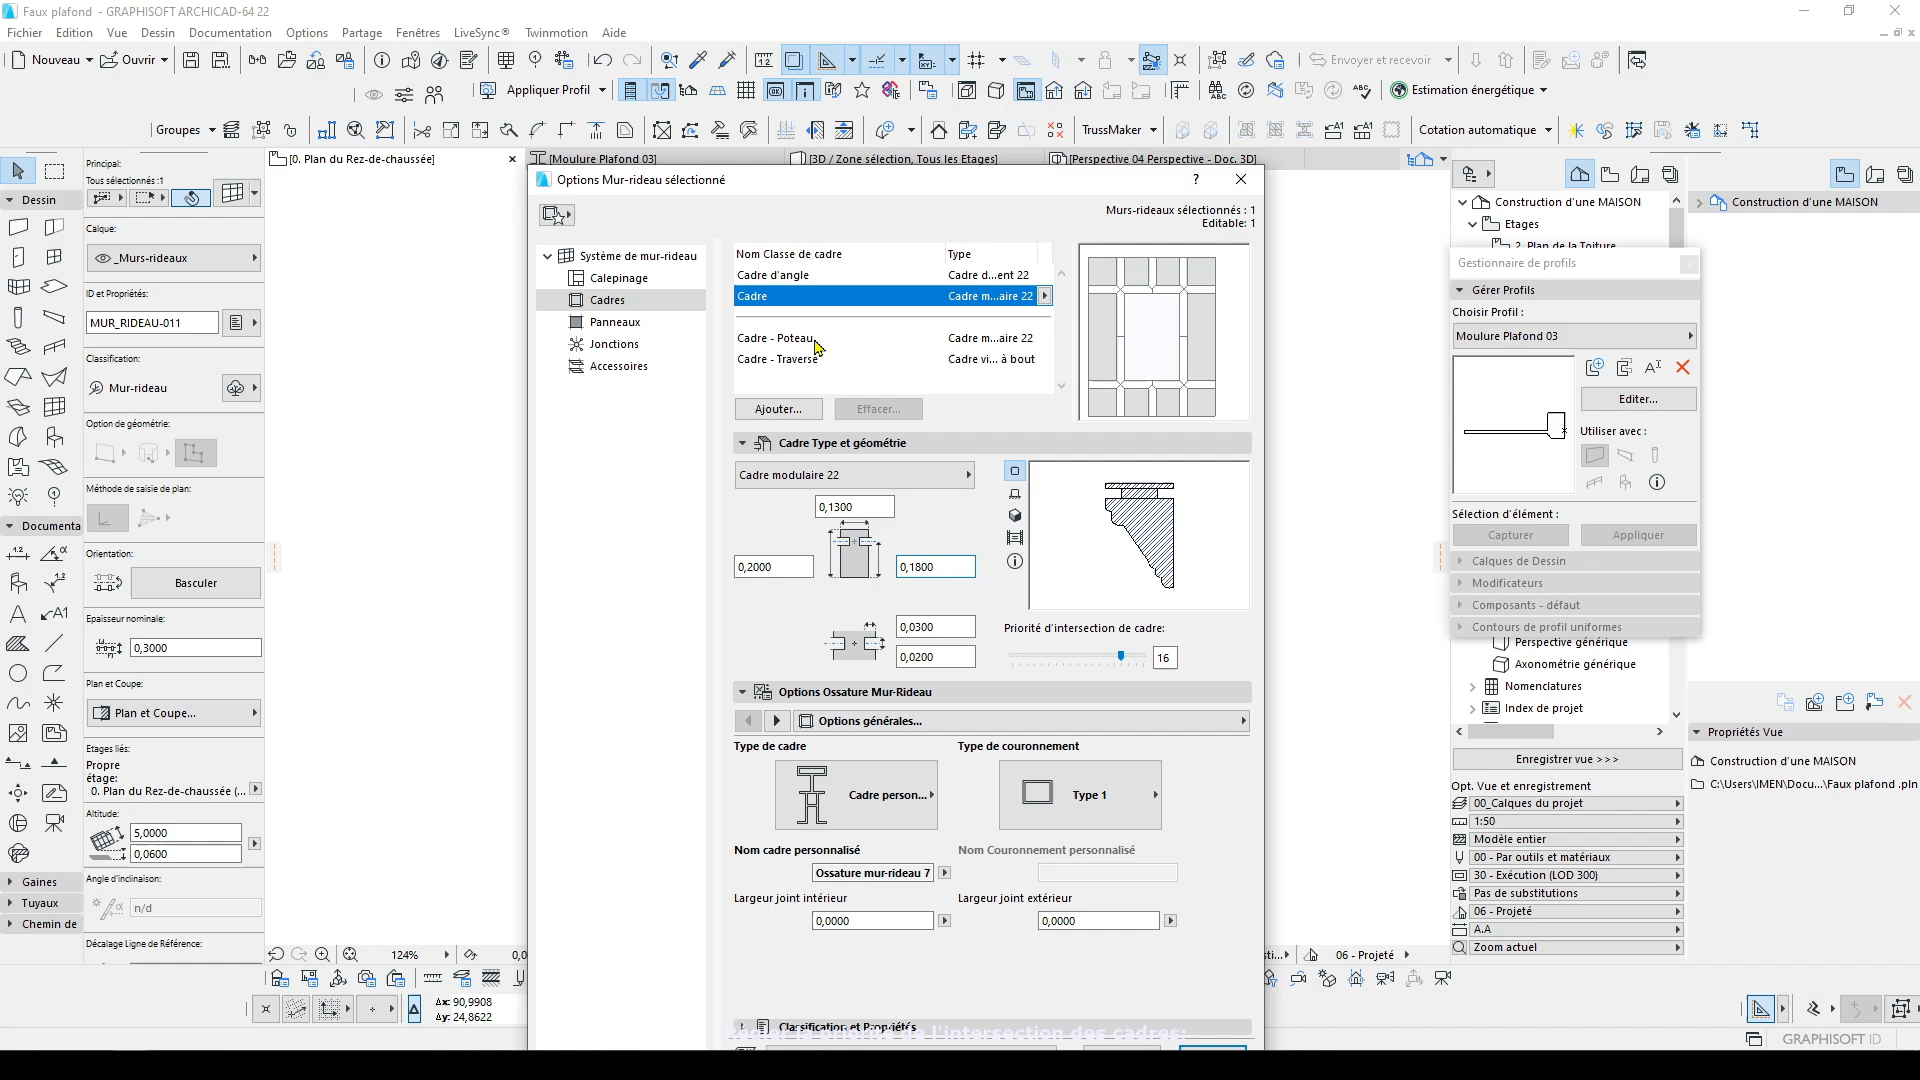 Faux plafond - GRAPHISOFT ARCHICAD-64 22
Fichier Edition Vue Dessin Documentation Options Partage Fenêtres LiveSync® Twinmotion Aide
Nouveau Ouvrir Envoyer et recevoir
Appliquer Profil Estimation énergétique
Groupes TrussMaker Cotation automatique
Principal:
Tous sélectionnés :1
Dessin
Calque:
_Murs-rideaux
ID et Propriétés:
MUR_RIDEAU-011
Classification:
Mur-rideau
Option de géométrie:
Méthode de saisie de plan:
Documenta
Orientation:
Basculer
Epaisseur nominale:
0,3000
Plan et Coupe:
Plan et Coupe...
Etages liés:
Propre
étage:
0. Plan du Rez-de-chaussée (...
Altitude:
5,0000
0,0600
Angle d'inclinaison:
n/d
Gaines
Tuyaux
Chemin de
Décalage Ligne de Référence:
[0. Plan du Rez-de-chaussée]
[Moulure Plafond 03]
[3D / Zone sélection, Tous les Etages]
[Perspective 04 Perspective - Doc. 3D]
Options Mur-rideau sélectionné
?
Murs-rideaux sélectionnés : 1
Editable: 1
Système de mur-rideau
Calepinage
Cadres
Panneaux
Jonctions
Accessoires
Nom Classe de cadre Type
Cadre d'angle Cadre d...ent 22
Cadre Cadre m...aire 22
Cadre - Poteau Cadre m...aire 22
Cadre - Traverse Cadre vi... à bout
Ajouter... Effacer...
Cadre Type et géométrie
Cadre modulaire 22
0,1300
0,2000 0,1800
0,0300
0,0200
Priorité d'intersection de cadre:
16
Options Ossature Mur-Rideau
Options générales...
Type de cadre Type de couronnement
Cadre person... Type 1
Nom cadre personnalisé Nom Couronnement personnalisé
Ossature mur-rideau 7
Largeur joint intérieur Largeur joint extérieur
0,0000 0,0000
Classification et Propriétés
de l'intersection des cadres:
124% 0,0
06 - Projeté
Δx: 90,9908
Δy: 24,8622
Construction d'une MAISON
Etages
2. Plan de la Toiture
Gestionnaire de profils
Gérer Profils
Choisir Profil :
Moulure Plafond 03
Editer...
Utiliser avec :
Sélection d'élément :
Capturer Appliquer
Calques de Dessin
Modificateurs
Composants - défaut
Contours de profil uniformes
Perspective générique
Axonométrie générique
Nomenclatures
Index de projet
Enregistrer vue >>>
Opt. Vue et enregistrement
00_Calques du projet
1:50
Modèle entier
00 - Par outils et matériaux
30 - Exécution (LOD 300)
Pas de substitutions
06 - Projeté
A.A
Zoom actuel
Construction d'une MAISON
Propriétés Vue
Construction d'une MAISON
C:\Users\IMEN\Docu...\Faux plafond .pln
GRAPHISOFT ID